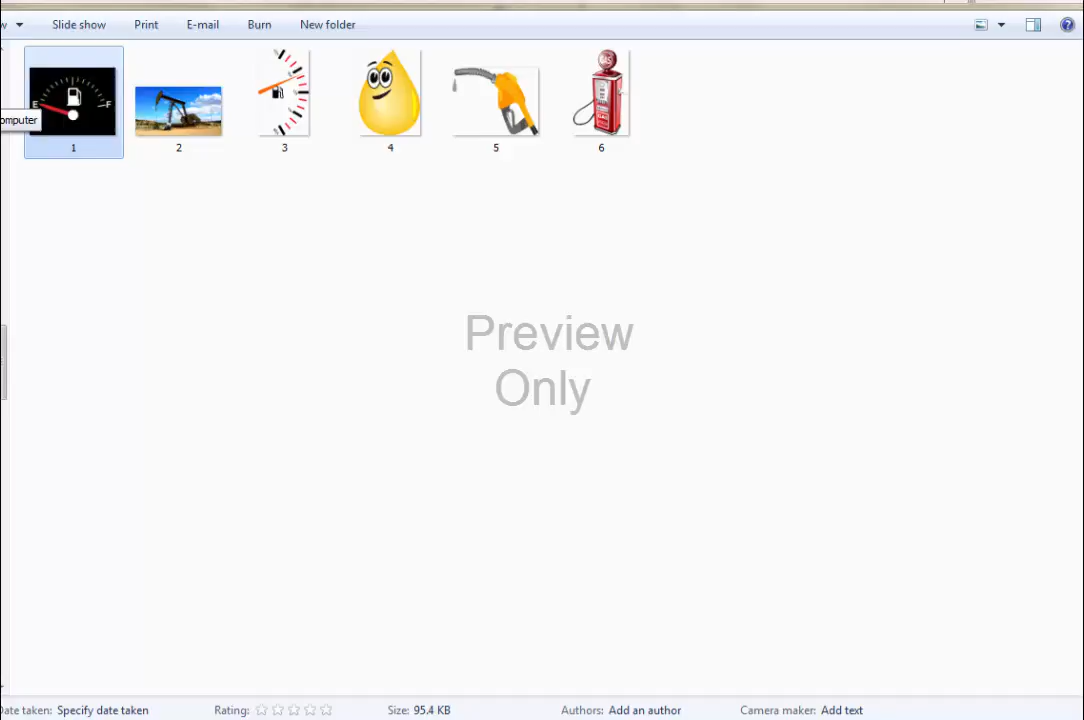 Slide show Print E-mail Burn New folder
E F
omputer
GAS
1 2 3 4 5 6
Preview
Only
Date taken: Specify date taken Rating: Size: 95.4 KB Authors: Add an author Camera maker: Add text